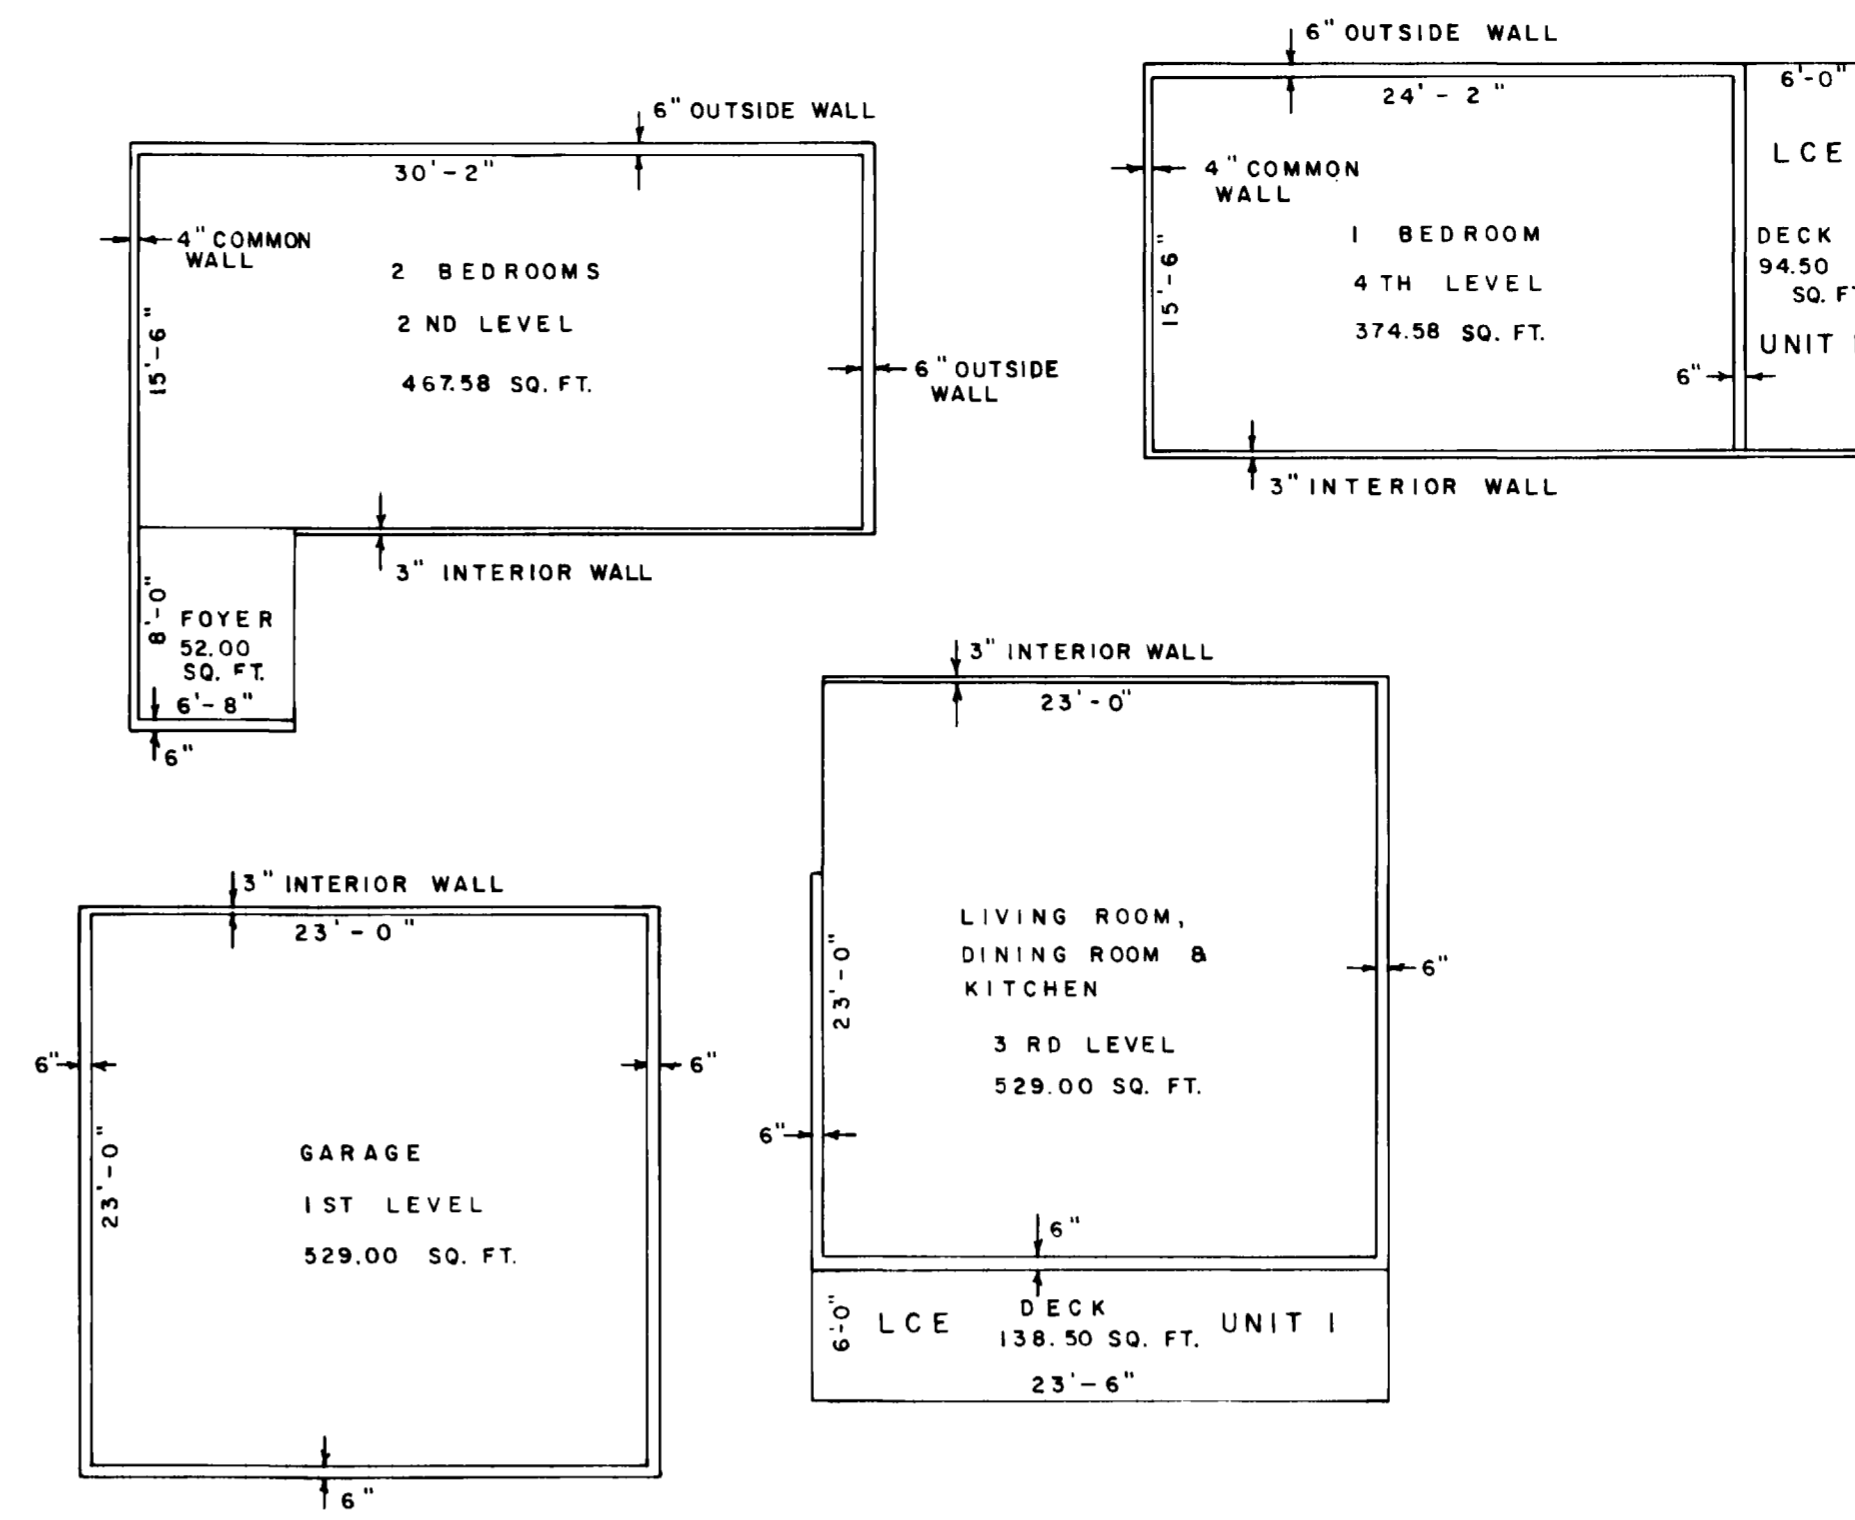 6" OUTSIDE WALL
30'-2"
4" COMMON
WALL
2 BEDROOMS
2 ND LEVEL
467.58 SQ. FT.
15'-6"
6" OUTSIDE
WALL
3" INTERIOR WALL
8'-0"
FOYER
52.00
SQ. FT.
6'-8"
6"
6" OUTSIDE WALL
24'-2"
4" COMMON
WALL
1 BEDROOM
4 TH LEVEL
374.58 SQ. FT.
15'-6"
6"
3" INTERIOR WALL
6'-0"
LCE
DECK
94.50
SQ. FT
UNIT
3" INTERIOR WALL
23'-0"
6"
6"
23'-0"
GARAGE
1ST LEVEL
529.00 SQ. FT.
6"
3" INTERIOR WALL
23'-0"
23'-0"
LIVING ROOM,
DINING ROOM &
KITCHEN
3 RD LEVEL
529.00 SQ. FT.
6"
6"
6"
6'-0"
LCE DECK UNIT 1
138.50 SQ. FT.
23'-6"